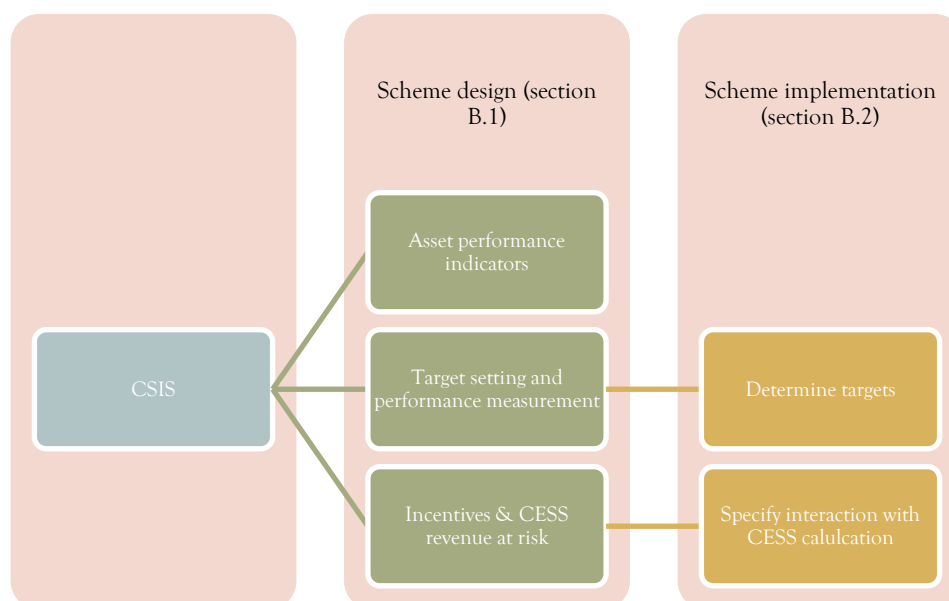 Scheme design (section
B.1)
Scheme implementation
(section B.2)
Asset performance
indicators
CSIS
Target setting and
performance measurement
Determine targets
Incentives & CESS
revenue at risk
Specify interaction with
CESS calulcation